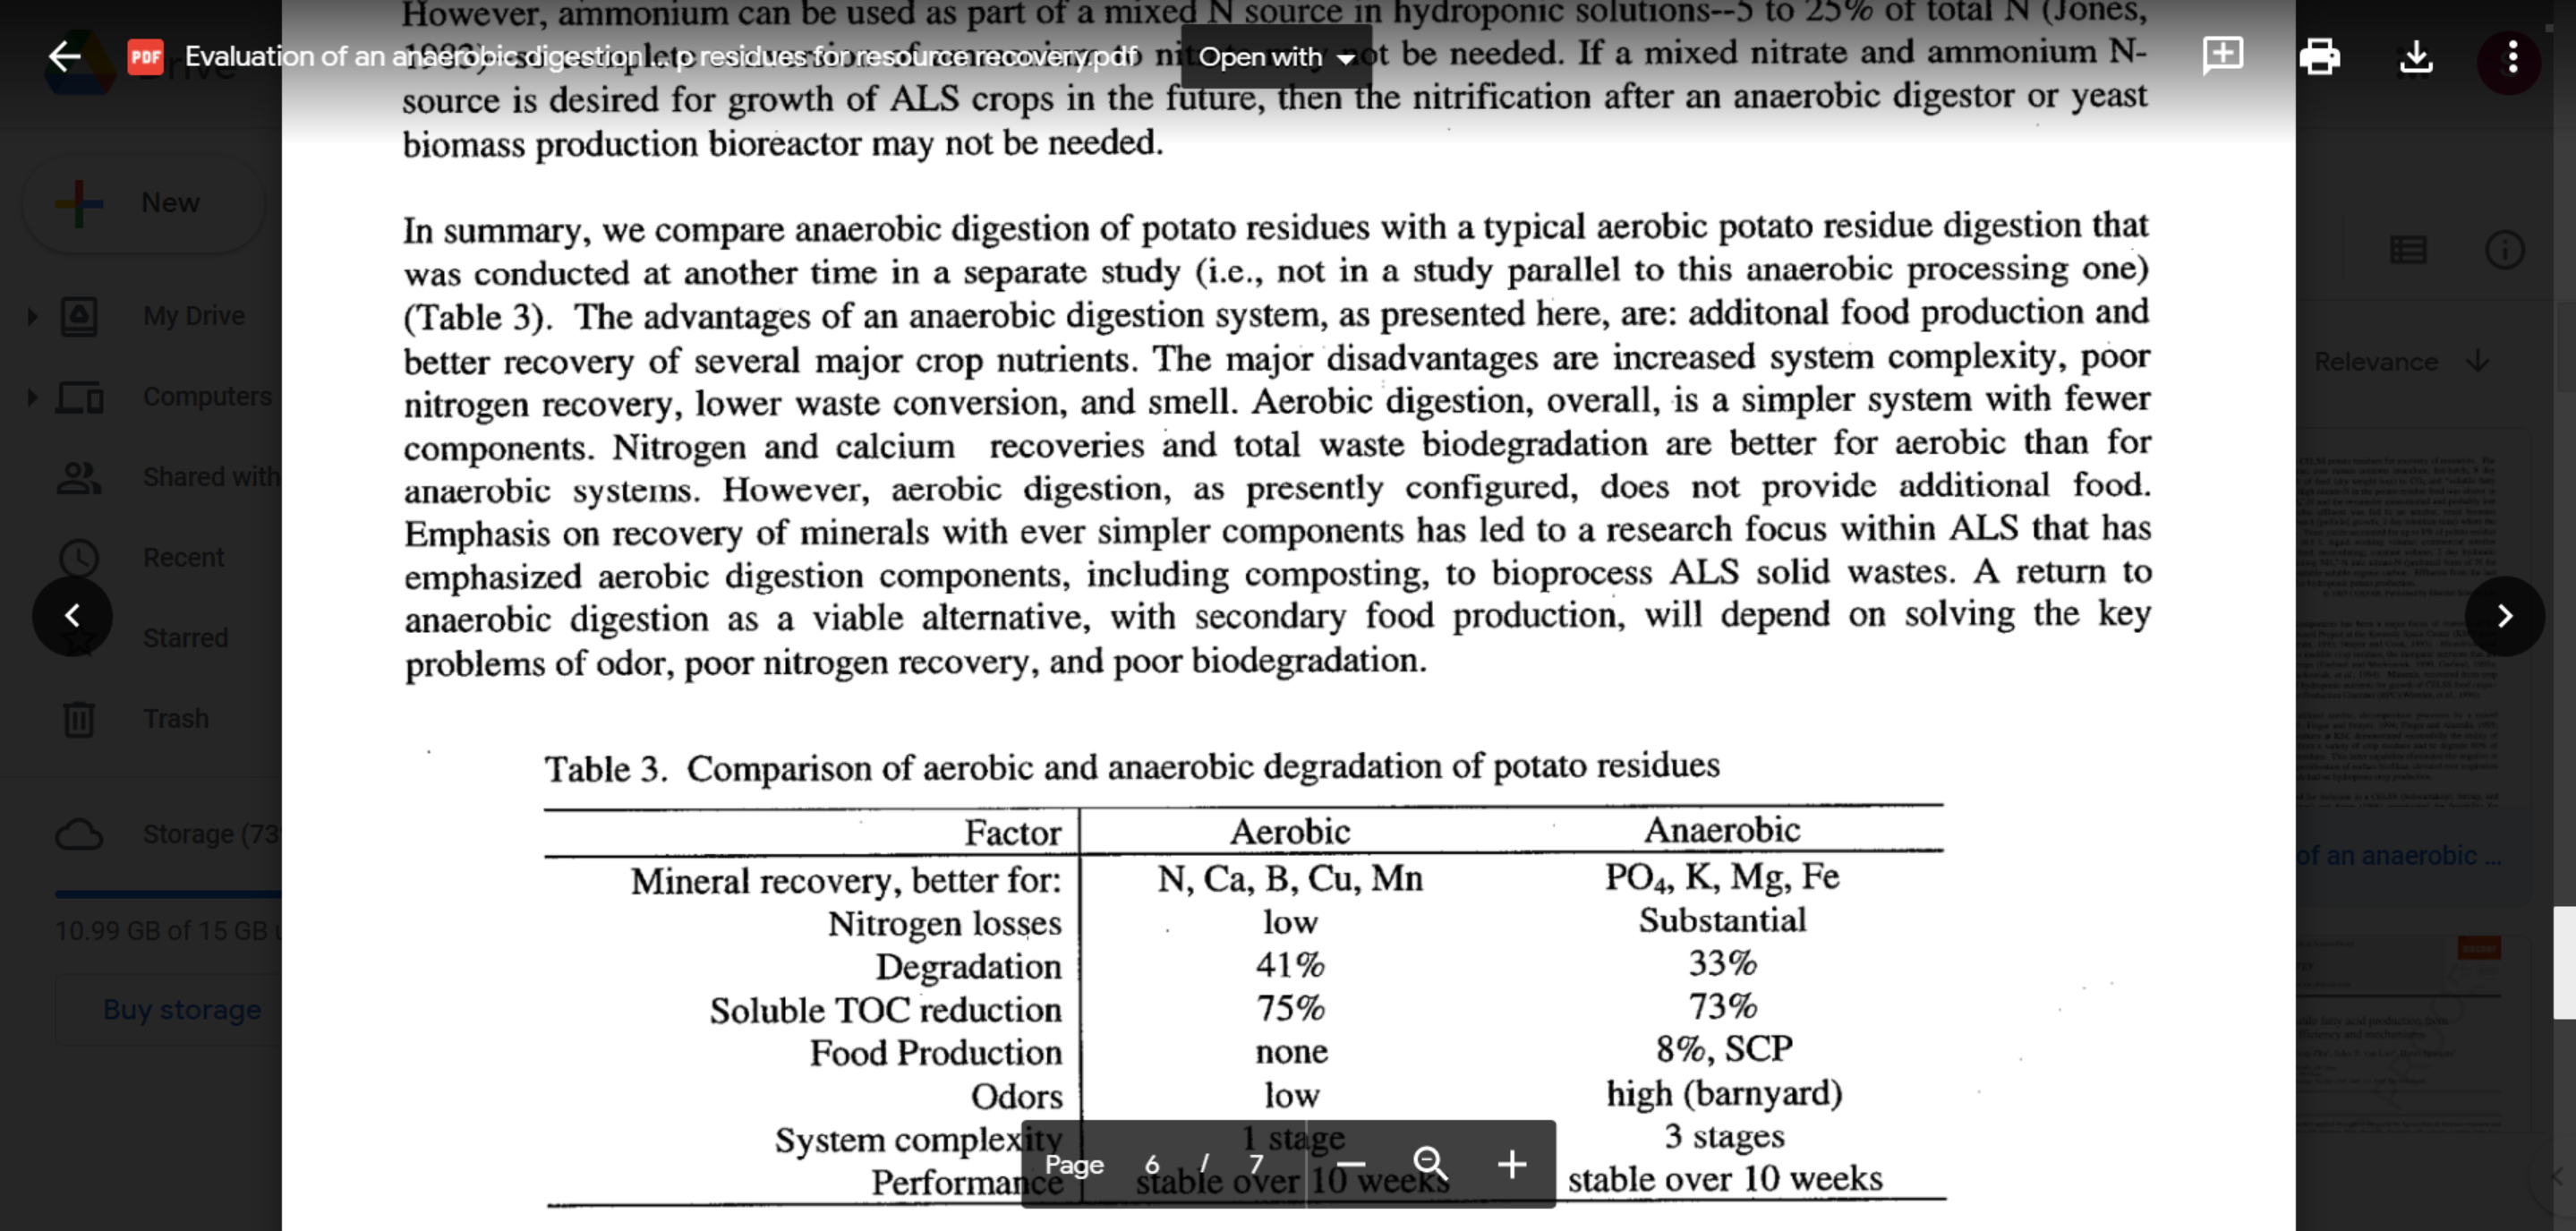 However, ammonium can be used as part of a mixed N source in hydroponic solutions--5 to 25% of total N (Jones,
Evaluation of an anaerobic digestion ...p residues for resource recovery.pdf
Open with
not be needed. If a mixed nitrate and ammonium N-
source is desired for growth of ALS crops in the future, then the nitrification after an anaerobic digestor or yeast
biomass production bioreactor may not be needed.
New
My Drive
Computers
Shared with
Recent
Starred
Trash
Storage (73
10.99 GB of 15 GB
Buy storage
In summary, we compare anaerobic digestion of potato residues with a typical aerobic potato residue digestion that
was conducted at another time in a separate study (i.e., not in a study parallel to this anaerobic processing one)
(Table 3). The advantages of an anaerobic digestion system, as presented here, are: additonal food production and
better recovery of several major crop nutrients. The major disadvantages are increased system complexity, poor
nitrogen recovery, lower waste conversion, and smell. Aerobic digestion, overall, is a simpler system with fewer
components. Nitrogen and calcium recoveries and total waste biodegradation are better for aerobic than for
anaerobic systems. However, aerobic digestion, as presently configured, does not provide additional food.
Emphasis on recovery of minerals with ever simpler components has led to a research focus within ALS that has
emphasized aerobic digestion components, including composting, to bioprocess ALS solid wastes. A return to
anaerobic digestion as a viable alternative, with secondary food production, will depend on solving the key
problems of odor, poor nitrogen recovery, and poor biodegradation.
Table 3. Comparison of aerobic and anaerobic degradation of potato residues
Factor Aerobic Anaerobic
Mineral recovery, better for: N, Ca, B, Cu, Mn PO4, K, Mg, Fe
Nitrogen losses low Substantial
Degradation 41% 33%
Soluble TOC reduction 75% 73%
Food Production none 8%, SCP
Odors low high (barnyard)
System complexity 1 stage 3 stages
Performance stable over 10 weeks stable over 10 weeks
Page 6 / 7
Relevance
of an anaerobic ...